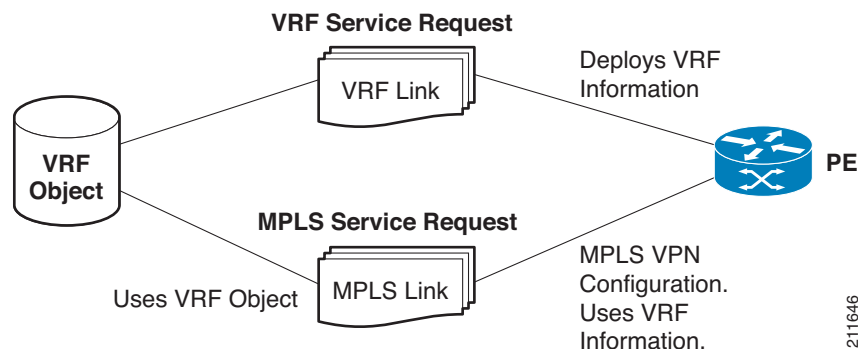 VRF Service Request
VRF Link
Deploys VRF
Information
VRF
Object
PE
MPLS Service Request
MPLS Link
Uses VRF Object
MPLS VPN
Configuration.
Uses VRF
Information.
211646